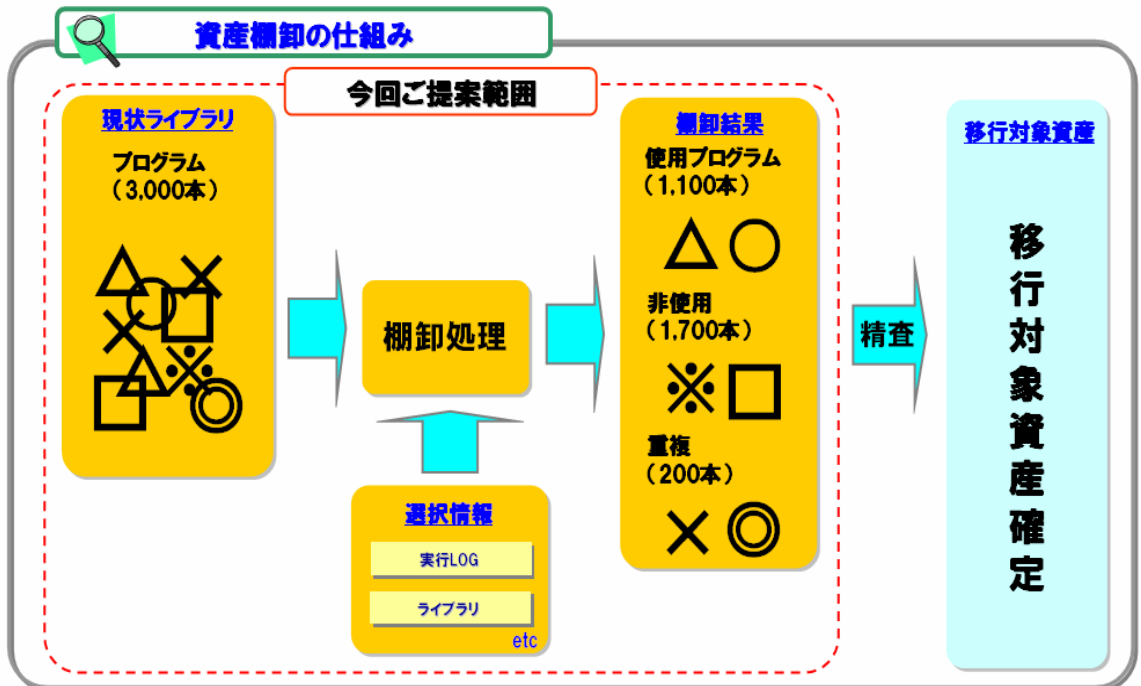 資産棚卸の仕組み
今回ご提案範囲
現状ライブラリ
プログラム
(3,000本)
棚卸処理
選択情報
実行LOG
ライブラリ
etc
棚卸結果
使用プログラム
(1,100本)
非使用
(1,700本)
重複
(200本)
精査
移行対象資産
移行対象資産確定